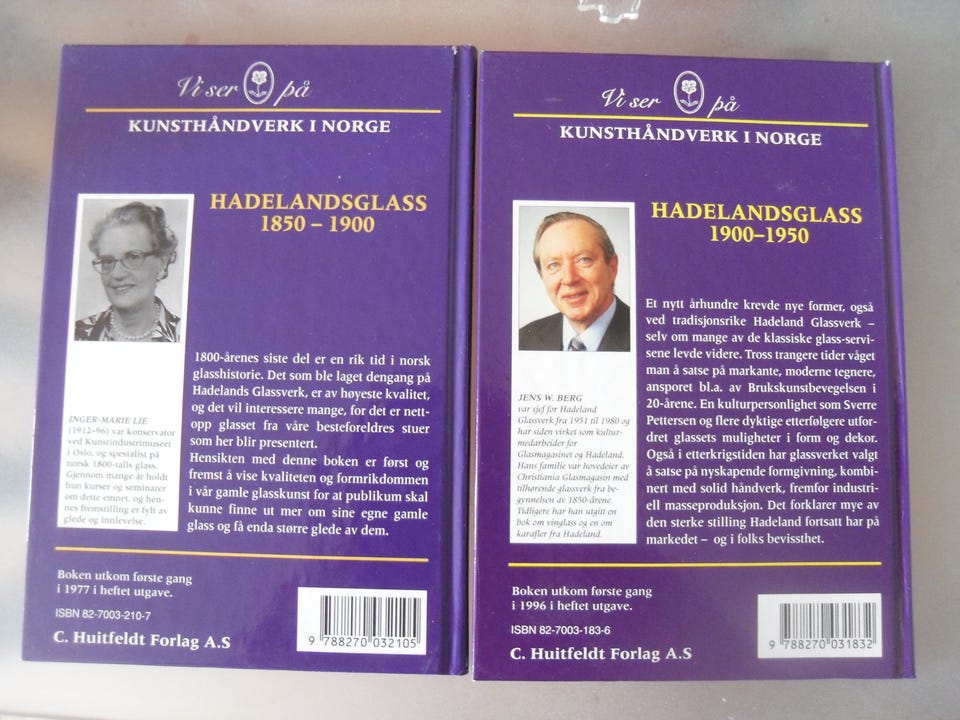 Vi ser på
KUNSTHÅNDVERK I NORGE
HADELANDSGLASS
1850 – 1900
1800-årenes siste del er en rik tid i norsk
glasshistorie. Det som ble laget dengang på
Hadelands Glassverk, er av høyeste kvalitet,
og det vil interessere mange, for det er nett-
opp glasset fra våre besteforeldres stuer
som her blir presentert.
Hensikten med denne boken er først og
fremst å vise kvaliteten og formrikdommen
i vår gamle glasskunst for at publikum skal
kunne finne ut mer om sine egne gamle
glass og få enda større glede av dem.
INGER-MARIE LIE
(1912–96) var konservator
ved Kunstindustrimuseet
i Oslo, og spesialist på
norsk 1800-talls glass.
Gjennom mange år holdt
hun kurser og seminarer
om dette emnet, og hen-
nes fremstilling er fylt av
glede og innlevelse.
Boken utkom første gang
i 1977 i heftet utgave.
ISBN 82-7003-210-7
C. Huitfeldt Forlag A.S
9 788270 032105
Vi ser på
KUNSTHÅNDVERK I NORGE
HADELANDSGLASS
1900–1950
Et nytt århundre krevde nye former, også
ved tradisjonsrike Hadeland Glassverk –
selv om mange av de klassiske glass-servi-
sene levde videre. Tross trangere tider våget
man å satse på markante, moderne tegnere,
ansporet bl.a. av Brukskunstbevegelsen i
20-årene. En kulturpersonlighet som Sverre
Pettersen og flere dyktige etterfølgere utfor-
dret glassets muligheter i form og dekor.
Også i etterkrigstiden har glassverket valgt
å satse på nyskapende formgivning, kombi-
nert med solid håndverk, fremfor industri-
ell masseproduksjon. Det forklarer mye av
den sterke stilling Hadeland fortsatt har på
markedet – og i folks bevissthet.
JENS W. BERG
var sjef for Hadeland
Glassverk fra 1951 til 1980 og
har siden virket som kultur-
medarbeider for
Glasmagasinet og Hadeland.
Hans familie var hovedeier av
Christiania Glasmagasin med
tilhørende glassverk fra be-
gynnelsen av 1850-årene.
Tidligere har han utgitt en
bok om vinglass og en om
karafler fra Hadeland.
Boken utkom første gang
i 1996 i heftet utgave.
ISBN 82-7003-183-6
C. Huitfeldt Forlag A.S
9 788270 031832